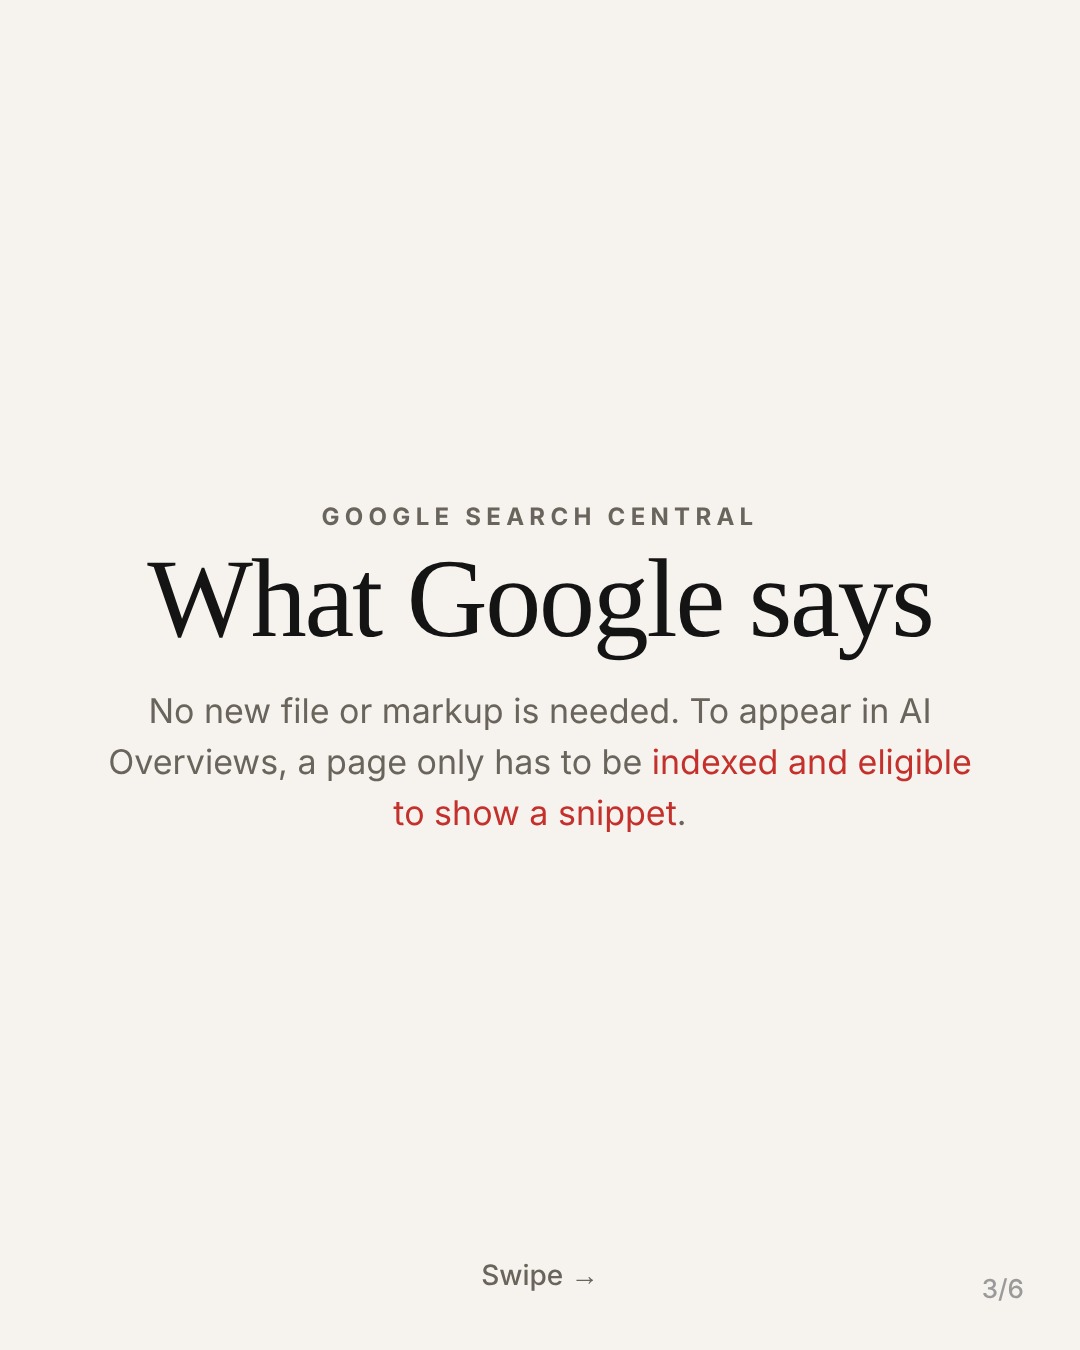 GOOGLE SEARCH CENTRAL
What Google says
No new file or markup is needed. To appear in AI
Overviews, a page only has to be indexed and eligible
to show a snippet.
Swipe →
3/6